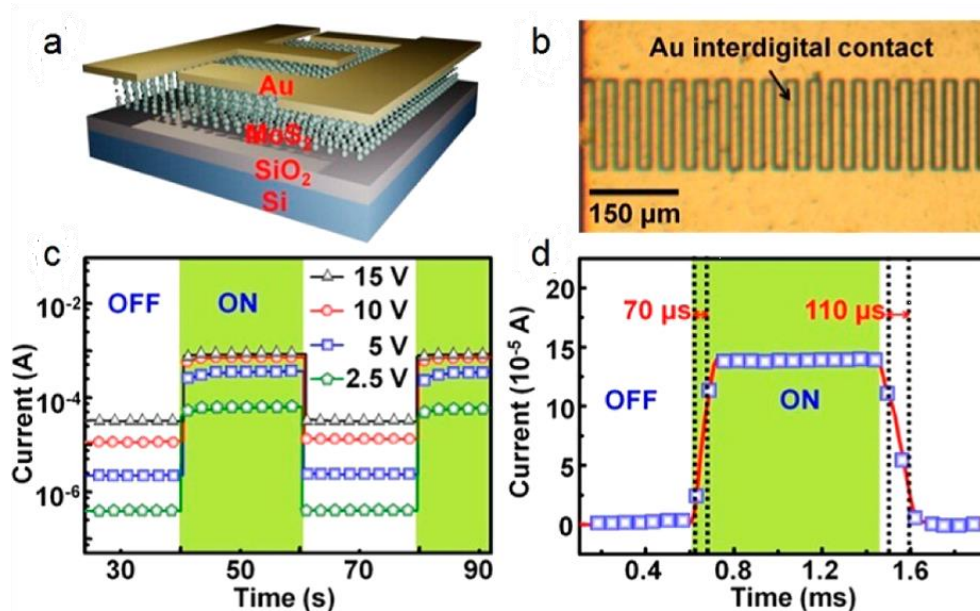 a
Au
MoS₂
SiO₂
Si
b
Au interdigital contact
150 μm
c
Current (A)
10⁻²
10⁻⁴
10⁻⁶
OFF
ON
15 V
10 V
5 V
2.5 V
30
50
70
90
Time (s)
d
Current (10⁻⁵ A)
20
15
10
5
0
70 μs
110 μs
OFF
ON
0.4
0.8
1.2
1.6
Time (ms)